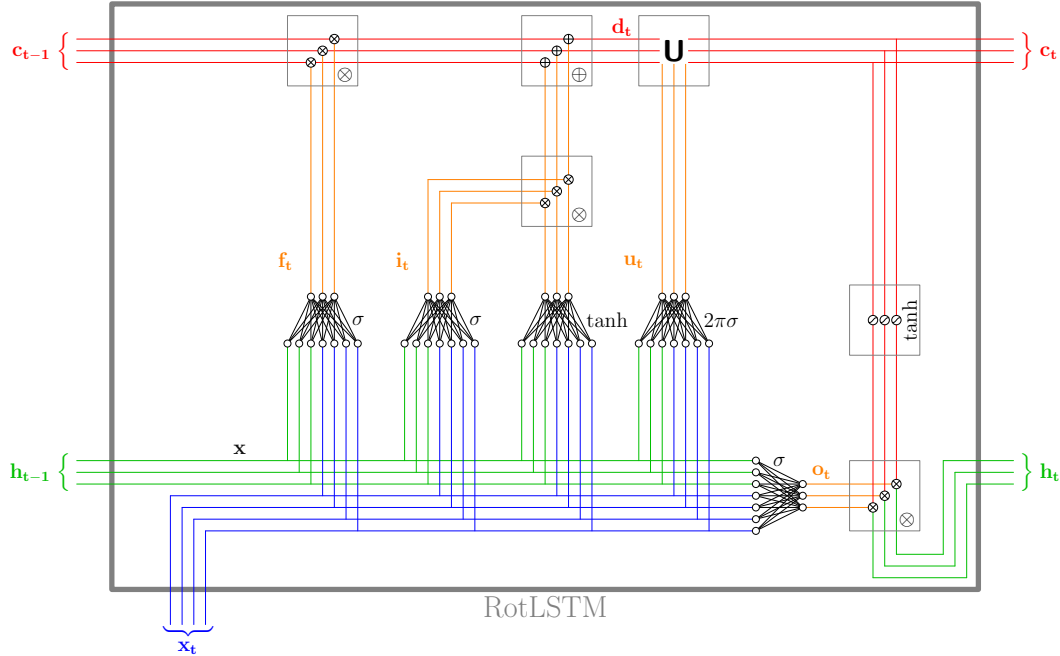 d_t
c_{t-1}
U
c_t
f_t
i_t
u_t
σ
σ
tanh
2πσ
tanh
x
h_{t-1}
σ
o_t
h_t
RotLSTM
x_t